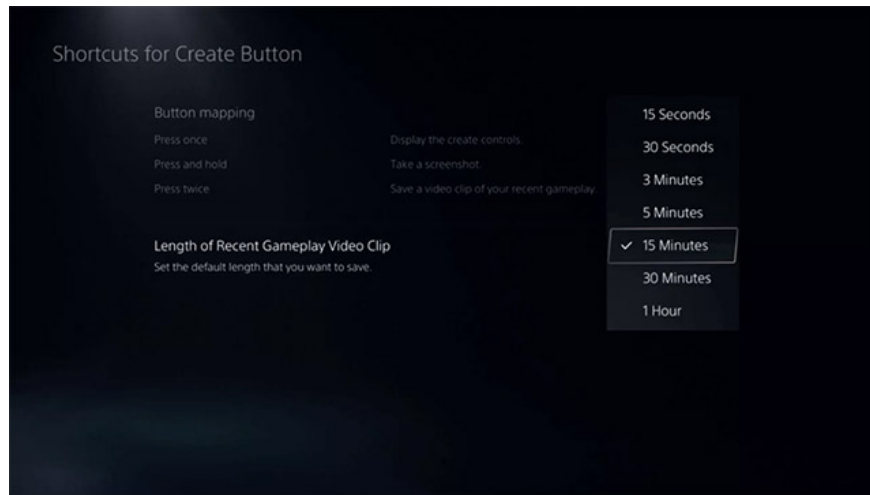 Shortcuts for Create Button
Button mapping
Press once Display the create controls.
Press and hold Take a screenshot.
Press twice Save a video clip of your recent gameplay.
Length of Recent Gameplay Video Clip
Set the default length that you want to save.
15 Seconds
30 Seconds
3 Minutes
5 Minutes
✓ 15 Minutes
30 Minutes
1 Hour